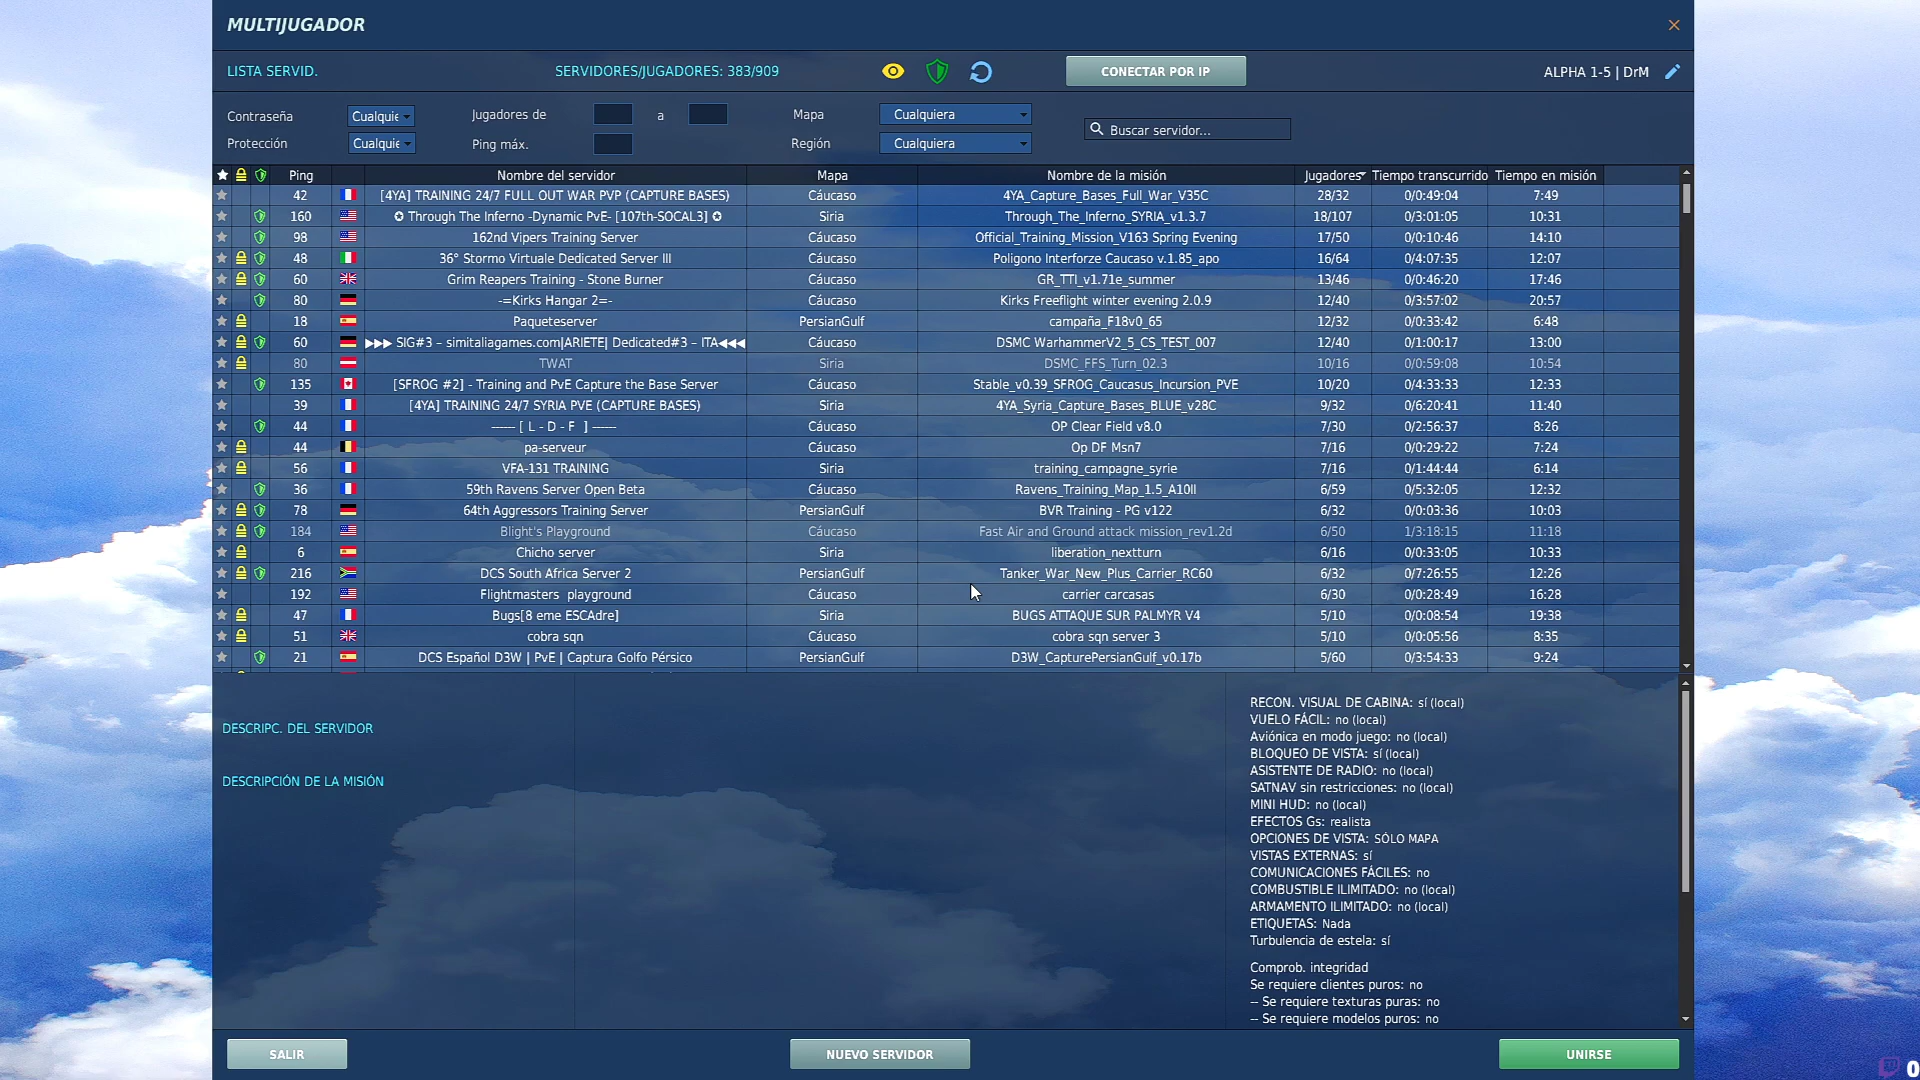 MULTIJUGADOR
LISTA SERVID.
SERVIDORES/JUGADORES: 383/909
CONECTAR POR IP
ALPHA 1-5 | DrM
Contraseña
Cualquie
Jugadores de
a
Mapa
Cualquiera
Buscar servidor...
Protección
Cualquie
Ping máx.
Región
Cualquiera
Ping Nombre del servidor Mapa Nombre de la misión Jugadores Tiempo transcurrido Tiempo en misión
42 [4YA] TRAINING 24/7 FULL OUT WAR PVP (CAPTURE BASES) Cáucaso 4YA_Capture_Bases_Full_War_V35C 28/32 0/0:49:04 7:49
160 ✪ Through The Inferno -Dynamic PvE- [107th-SOCAL3] ✪ Siria Through_The_Inferno_SYRIA_v1.3.7 18/107 0/3:01:05 10:31
98 162nd Vipers Training Server Cáucaso Official_Training_Mission_V163 Spring Evening 17/50 0/0:10:46 14:10
48 36° Stormo Virtuale Dedicated Server III Cáucaso Poligono Interforze Caucaso v.1.85_apo 16/64 0/4:07:35 12:07
60 Grim Reapers Training - Stone Burner Cáucaso GR_TTI_v1.71e_summer 13/46 0/0:46:20 17:46
80 -=Kirks Hangar 2=- Cáucaso Kirks Freeflight winter evening 2.0.9 12/40 0/3:57:02 20:57
18 Paqueteserver PersianGulf campaña_F18v0_65 12/32 0/0:33:42 6:48
60 ▶▶▶ SIG#3 – simitaliagames.com|ARIETE| Dedicated#3 – ITA◀◀◀ Cáucaso DSMC WarhammerV2_5_CS_TEST_007 12/40 0/1:00:17 13:00
80 TWAT Siria DSMC_FFS_Turn_02.3 10/16 0/0:59:08 10:54
135 [SFROG #2] - Training and PvE Capture the Base Server Cáucaso Stable_v0.39_SFROG_Caucasus_Incursion_PVE 10/20 0/4:33:33 12:33
39 [4YA] TRAINING 24/7 SYRIA PVE (CAPTURE BASES) Siria 4YA_Syria_Capture_Bases_BLUE_v28C 9/32 0/6:20:41 11:40
44 ------ [ L - D - F  ] ------ Cáucaso OP Clear Field v8.0 7/30 0/2:56:37 8:26
44 pa-serveur Cáucaso Op DF Msn7 7/16 0/0:29:22 7:24
56 VFA-131 TRAINING Siria training_campagne_syrie 7/16 0/1:44:44 6:14
36 59th Ravens Server Open Beta Cáucaso Ravens_Training_Map_1.5_A10II 6/59 0/5:32:05 12:32
78 64th Aggressors Training Server PersianGulf BVR Training - PG v122 6/32 0/0:03:36 10:03
184 Blight's Playground Cáucaso Fast Air and Ground attack mission_rev1.2d 6/50 1/3:18:15 11:18
6 Chicho server Siria liberation_nextturn 6/16 0/0:33:05 10:33
216 DCS South Africa Server 2 PersianGulf Tanker_War_New_Plus_Carrier_RC60 6/32 0/7:26:55 12:26
192 Flightmasters  playground Cáucaso carrier carcasas 6/30 0/0:28:49 16:28
47 Bugs[8 eme ESCAdre] Siria BUGS ATTAQUE SUR PALMYR V4 5/10 0/0:08:54 19:38
51 cobra sqn Cáucaso cobra sqn server 3 5/10 0/0:05:56 8:35
21 DCS Español D3W | PvE | Captura Golfo Pérsico PersianGulf D3W_CapturePersianGulf_v0.17b 5/60 0/3:54:33 9:24
DESCRIPC. DEL SERVIDOR
DESCRIPCIÓN DE LA MISIÓN
RECON. VISUAL DE CABINA: sí (local)
VUELO FÁCIL: no (local)
Aviónica en modo juego: no (local)
BLOQUEO DE VISTA: sí (local)
ASISTENTE DE RADIO: no (local)
SATNAV sin restricciones: no (local)
MINI HUD: no (local)
EFECTOS Gs: realista
OPCIONES DE VISTA: SÓLO MAPA
VISTAS EXTERNAS: sí
COMUNICACIONES FÁCILES: no
COMBUSTIBLE ILIMITADO: no (local)
ARMAMENTO ILIMITADO: no (local)
ETIQUETAS: Nada
Turbulencia de estela: sí
Comprob. integridad
Se requiere clientes puros: no
-- Se requiere texturas puras: no
-- Se requiere modelos puros: no
SALIR
NUEVO SERVIDOR
UNIRSE
0